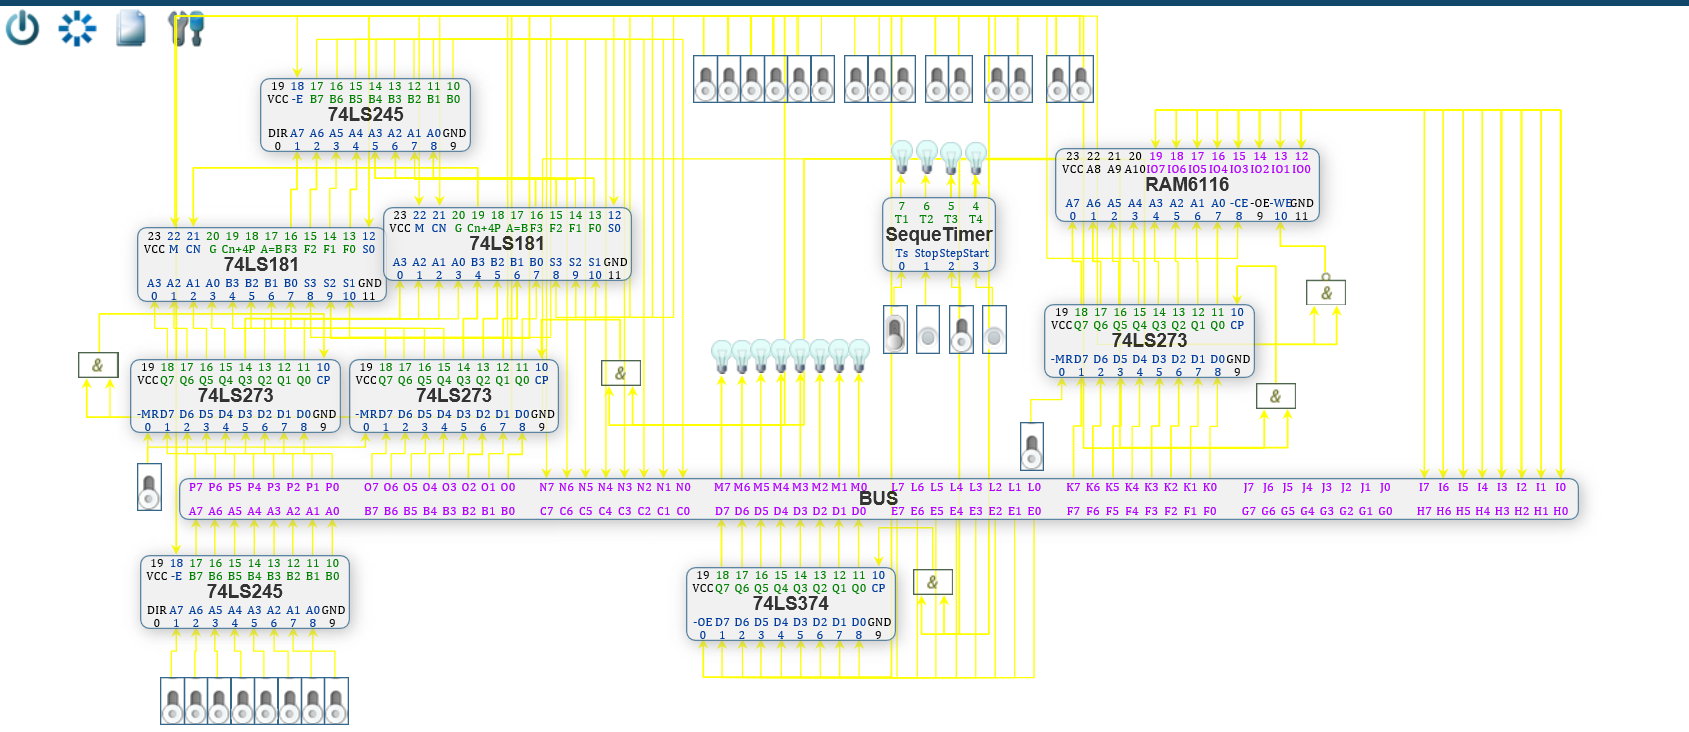 19 18 17 16 15 14 13 12 11 10
VCC -E B7 B6 B5 B4 B3 B2 B1 B0
74LS245
DIR A7 A6 A5 A4 A3 A2 A1 A0 GND
0 1 2 3 4 5 6 7 8 9
23 22 21 20 19 18 17 16 15 14 13 12
VCC M CN G Cn+4 P A=B F3 F2 F1 F0 S0
74LS181
A3 A2 A1 A0 B3 B2 B1 B0 S3 S2 S1 GND
0 1 2 3 4 5 6 7 8 9 10 11
23 22 21 20 19 18 17 16 15 14 13 12
VCC M CN G Cn+4 P A=B F3 F2 F1 F0 S0
74LS181
A3 A2 A1 A0 B3 B2 B1 B0 S3 S2 S1 GND
0 1 2 3 4 5 6 7 8 9 10 11
7 6 5 4
T1 T2 T3 T4
SequeTimer
Ts Stop Step Start
0 1 2 3
23 22 21 20 19 18 17 16 15 14 13 12
VCC A8 A9 A10 IO7 IO6 IO5 IO4 IO3 IO2 IO1 IO0
RAM6116
A7 A6 A5 A4 A3 A2 A1 A0 -CE -OE -WE GND
0 1 2 3 4 5 6 7 8 9 10 11
&
19 18 17 16 15 14 13 12 11 10
VCC Q7 Q6 Q5 Q4 Q3 Q2 Q1 Q0 CP
74LS273
-MR D7 D6 D5 D4 D3 D2 D1 D0 GND
0 1 2 3 4 5 6 7 8 9
&
&
19 18 17 16 15 14 13 12 11 10
VCC Q7 Q6 Q5 Q4 Q3 Q2 Q1 Q0 CP
74LS273
-MR D7 D6 D5 D4 D3 D2 D1 D0 GND
0 1 2 3 4 5 6 7 8 9
19 18 17 16 15 14 13 12 11 10
VCC Q7 Q6 Q5 Q4 Q3 Q2 Q1 Q0 CP
74LS273
-MR D7 D6 D5 D4 D3 D2 D1 D0 GND
0 1 2 3 4 5 6 7 8 9
&
P7 P6 P5 P4 P3 P2 P1 P0 O7 O6 O5 O4 O3 O2 O1 O0 N7 N6 N5 N4 N3 N2 N1 N0 M7 M6 M5 M4 M3 M2 M1 M0 L7 L6 L5 L4 L3 L2 L1 L0 K7 K6 K5 K4 K3 K2 K1 K0 J7 J6 J5 J4 J3 J2 J1 J0 I7 I6 I5 I4 I3 I2 I1 I0
BUS
A7 A6 A5 A4 A3 A2 A1 A0 B7 B6 B5 B4 B3 B2 B1 B0 C7 C6 C5 C4 C3 C2 C1 C0 D7 D6 D5 D4 D3 D2 D1 D0 E7 E6 E5 E4 E3 E2 E1 E0 F7 F6 F5 F4 F3 F2 F1 F0 G7 G6 G5 G4 G3 G2 G1 G0 H7 H6 H5 H4 H3 H2 H1 H0
19 18 17 16 15 14 13 12 11 10
VCC -E B7 B6 B5 B4 B3 B2 B1 B0
74LS245
DIR A7 A6 A5 A4 A3 A2 A1 A0 GND
0 1 2 3 4 5 6 7 8 9
19 18 17 16 15 14 13 12 11 10
VCC Q7 Q6 Q5 Q4 Q3 Q2 Q1 Q0 CP
74LS374
-OE D7 D6 D5 D4 D3 D2 D1 D0 GND
0 1 2 3 4 5 6 7 8 9
&